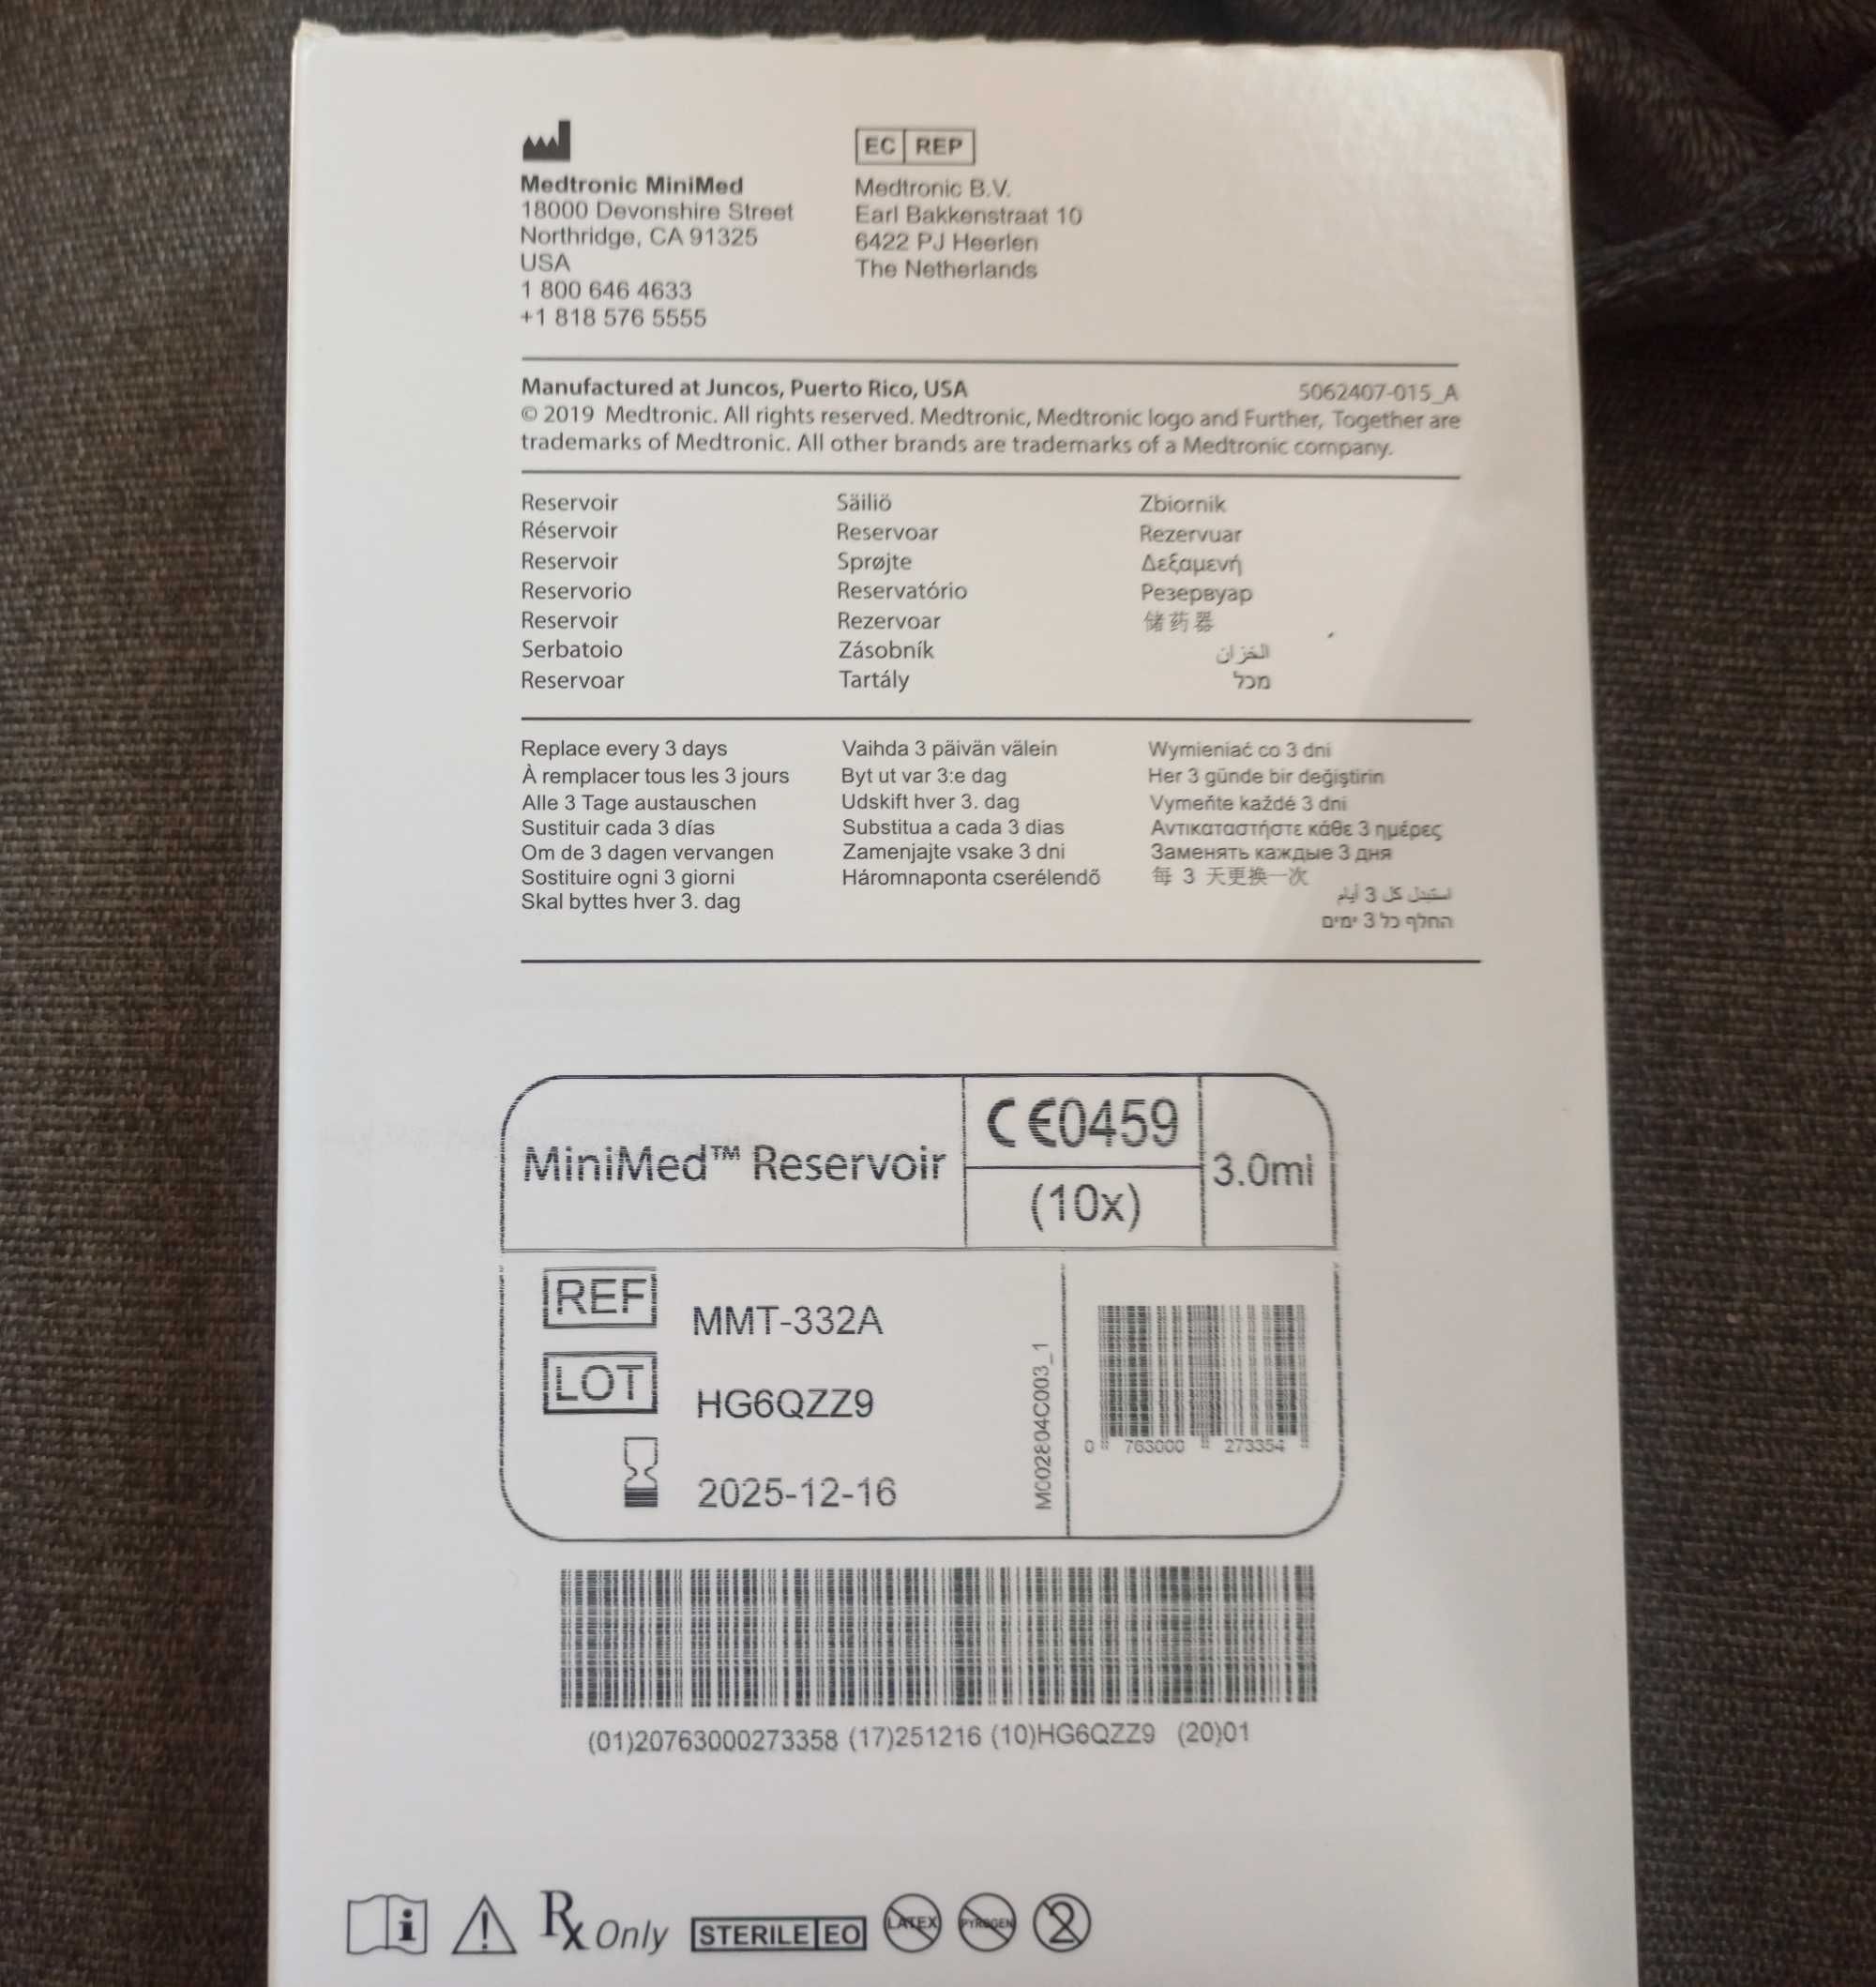 Medtronic MiniMed
18000 Devonshire Street
Northridge, CA 91325
USA
1 800 646 4633
+1 818 576 5555
EC REP
Medtronic B.V.
Earl Bakkenstraat 10
6422 PJ Heerlen
The Netherlands
Manufactured at Juncos, Puerto Rico, USA
5062407-015_A
© 2019 Medtronic. All rights reserved. Medtronic, Medtronic logo and Further, Together are
trademarks of Medtronic. All other brands are trademarks of a Medtronic company.
Reservoir
Réservoir
Reservoir
Reservorio
Reservoir
Serbatoio
Reservoar
Säiliö
Reservoar
Sprøjte
Reservatório
Rezervoar
Zásobník
Tartály
Zbiornik
Rezervuar
Δεξαμενή
Резервуар
储药器
الخزان
מכל
Replace every 3 days
À remplacer tous les 3 jours
Alle 3 Tage austauschen
Sustituir cada 3 días
Om de 3 dagen vervangen
Sostituire ogni 3 giorni
Skal byttes hver 3. dag
Vaihda 3 päivän välein
Byt ut var 3:e dag
Udskift hver 3. dag
Substitua a cada 3 dias
Zamenjajte vsake 3 dni
Háromnaponta cserélendő
Wymieniać co 3 dni
Her 3 günde bir değiştirin
Vymeňte každé 3 dni
Αντικαταστήστε κάθε 3 ημέρες
Заменять каждые 3 дня
每 3 天更换一次
استبدل كل 3 أيام
החלף כל 3 ימים
MiniMed™ Reservoir
CE0459
(10x)
3.0ml
REF MMT-332A
LOT HG6QZZ9
2025-12-16
M002804C003_1
0 763000 273354
(01)20763000273358 (17)251216 (10)HG6QZZ9 (20)01
Rx Only
STERILE EO
LATEX
PYROGEN
2